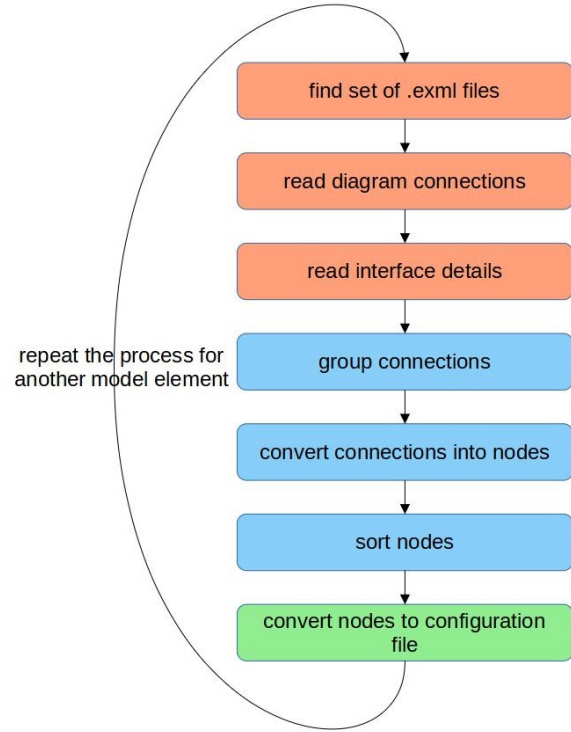 find set of .exml files
read diagram connections
read interface details
repeat the process for
another model element
group connections
convert connections into nodes
sort nodes
convert nodes to configuration
file